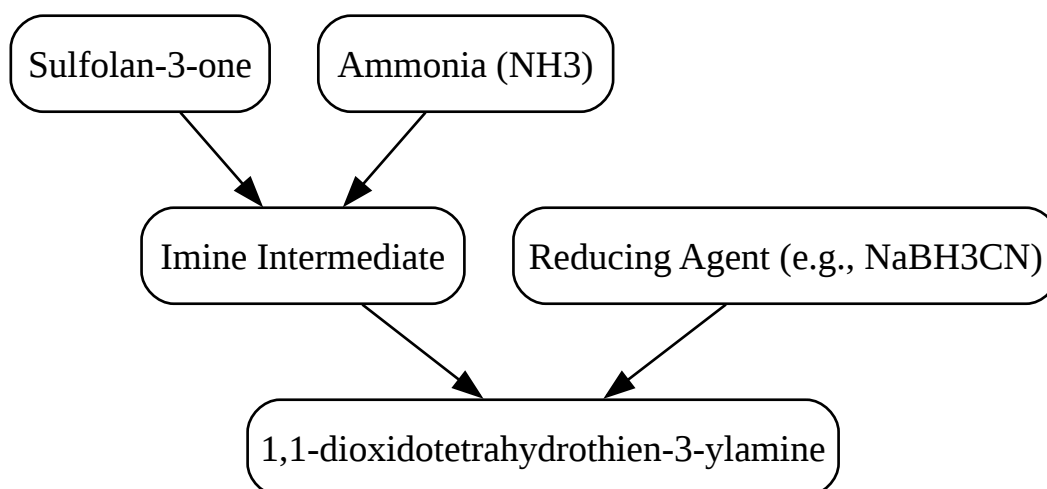 Sulfolan-3-one
Ammonia (NH3)
Imine Intermediate
Reducing Agent (e.g., NaBH3CN)
1,1-dioxidotetrahydrothien-3-ylamine